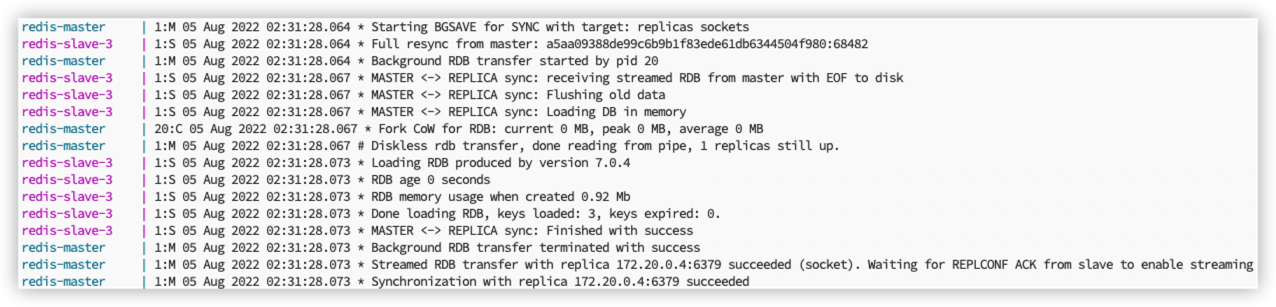 redis-master | 1:M 05 Aug 2022 02:31:28.064 * Starting BGSAVE for SYNC with target: replicas sockets
redis-slave-3 | 1:S 05 Aug 2022 02:31:28.064 * Full resync from master: a5aa09388de99c6b9b1f83ede61db6344504f980:68482
redis-master | 1:M 05 Aug 2022 02:31:28.064 * Background RDB transfer started by pid 20
redis-slave-3 | 1:S 05 Aug 2022 02:31:28.067 * MASTER <-> REPLICA sync: receiving streamed RDB from master with EOF to disk
redis-slave-3 | 1:S 05 Aug 2022 02:31:28.067 * MASTER <-> REPLICA sync: Flushing old data
redis-slave-3 | 1:S 05 Aug 2022 02:31:28.067 * MASTER <-> REPLICA sync: Loading DB in memory
redis-master | 20:C 05 Aug 2022 02:31:28.067 * Fork CoW for RDB: current 0 MB, peak 0 MB, average 0 MB
redis-master | 1:M 05 Aug 2022 02:31:28.067 # Diskless rdb transfer, done reading from pipe, 1 replicas still up.
redis-slave-3 | 1:S 05 Aug 2022 02:31:28.073 * Loading RDB produced by version 7.0.4
redis-slave-3 | 1:S 05 Aug 2022 02:31:28.073 * RDB age 0 seconds
redis-slave-3 | 1:S 05 Aug 2022 02:31:28.073 * RDB memory usage when created 0.92 Mb
redis-slave-3 | 1:S 05 Aug 2022 02:31:28.073 * Done loading RDB, keys loaded: 3, keys expired: 0.
redis-slave-3 | 1:S 05 Aug 2022 02:31:28.073 * MASTER <-> REPLICA sync: Finished with success
redis-master | 1:M 05 Aug 2022 02:31:28.073 * Background RDB transfer terminated with success
redis-master | 1:M 05 Aug 2022 02:31:28.073 * Streamed RDB transfer with replica 172.20.0.4:6379 succeeded (socket). Waiting for REPLCONF ACK from slave to enable streaming
redis-master | 1:M 05 Aug 2022 02:31:28.073 * Synchronization with replica 172.20.0.4:6379 succeeded